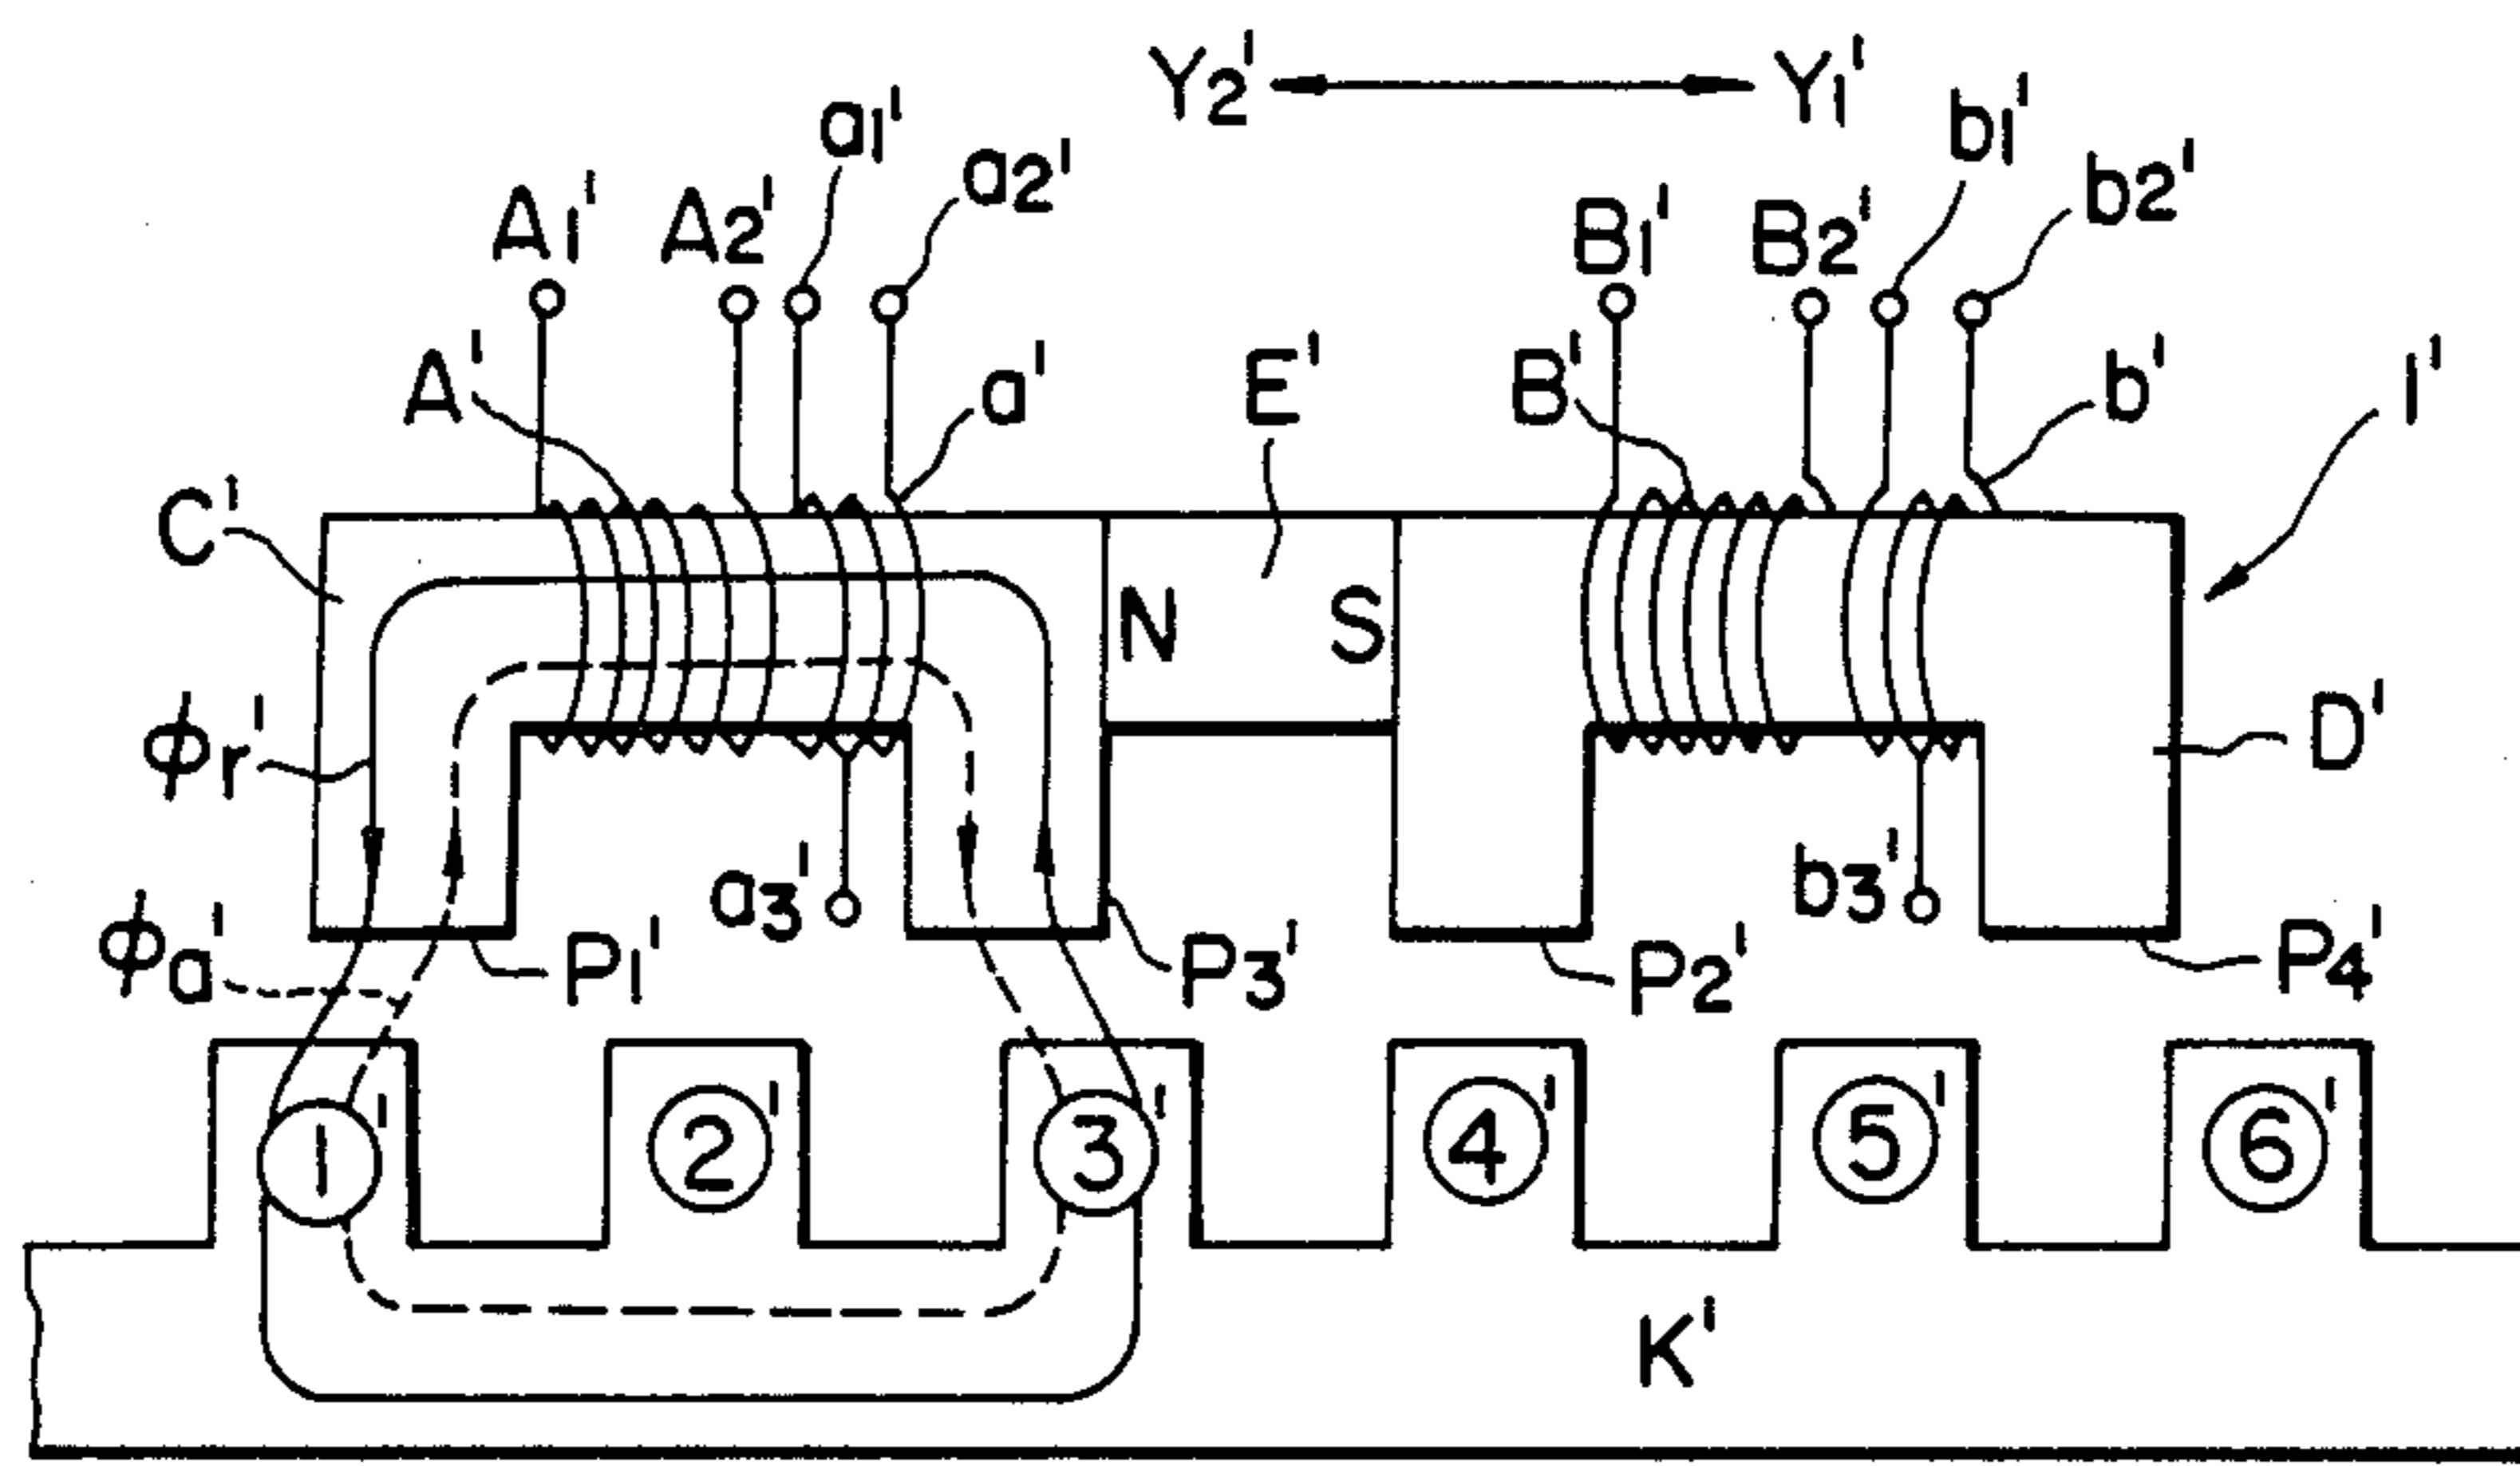 Y2' Y1'
a1' a2' b1' b2'
A1' A2' B1' B2'
A' a' E' B' b' 1'
C' N S
ϕr' D'
a3' b3'
ϕa' P1' P3' P2' P4'
①' ②' ③' ④' ⑤' ⑥'
K'